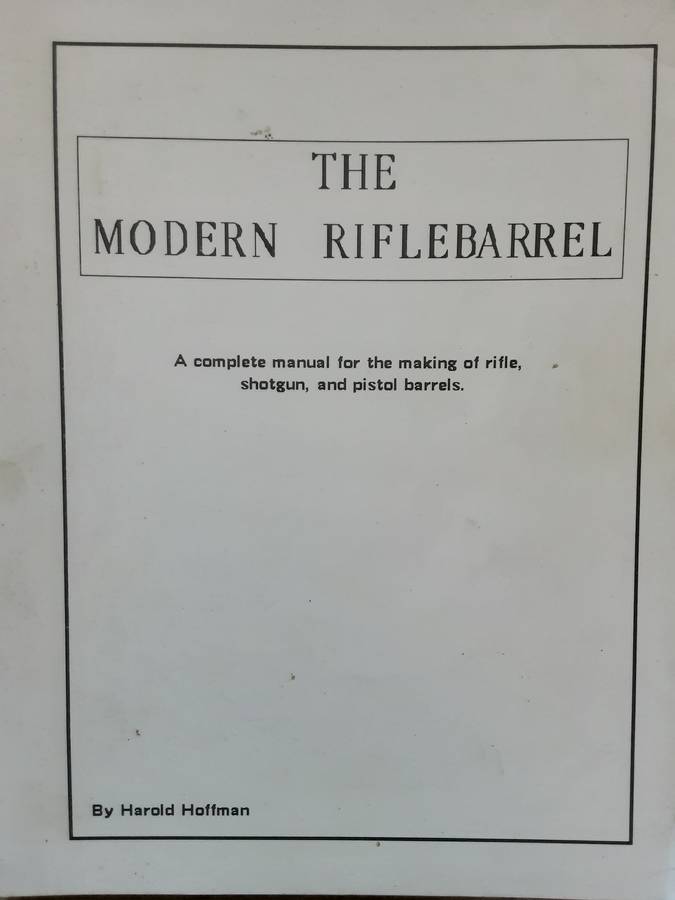 THE
MODERN RIFLEBARREL
A complete manual for the making of rifle,
shotgun, and pistol barrels.
By Harold Hoffman